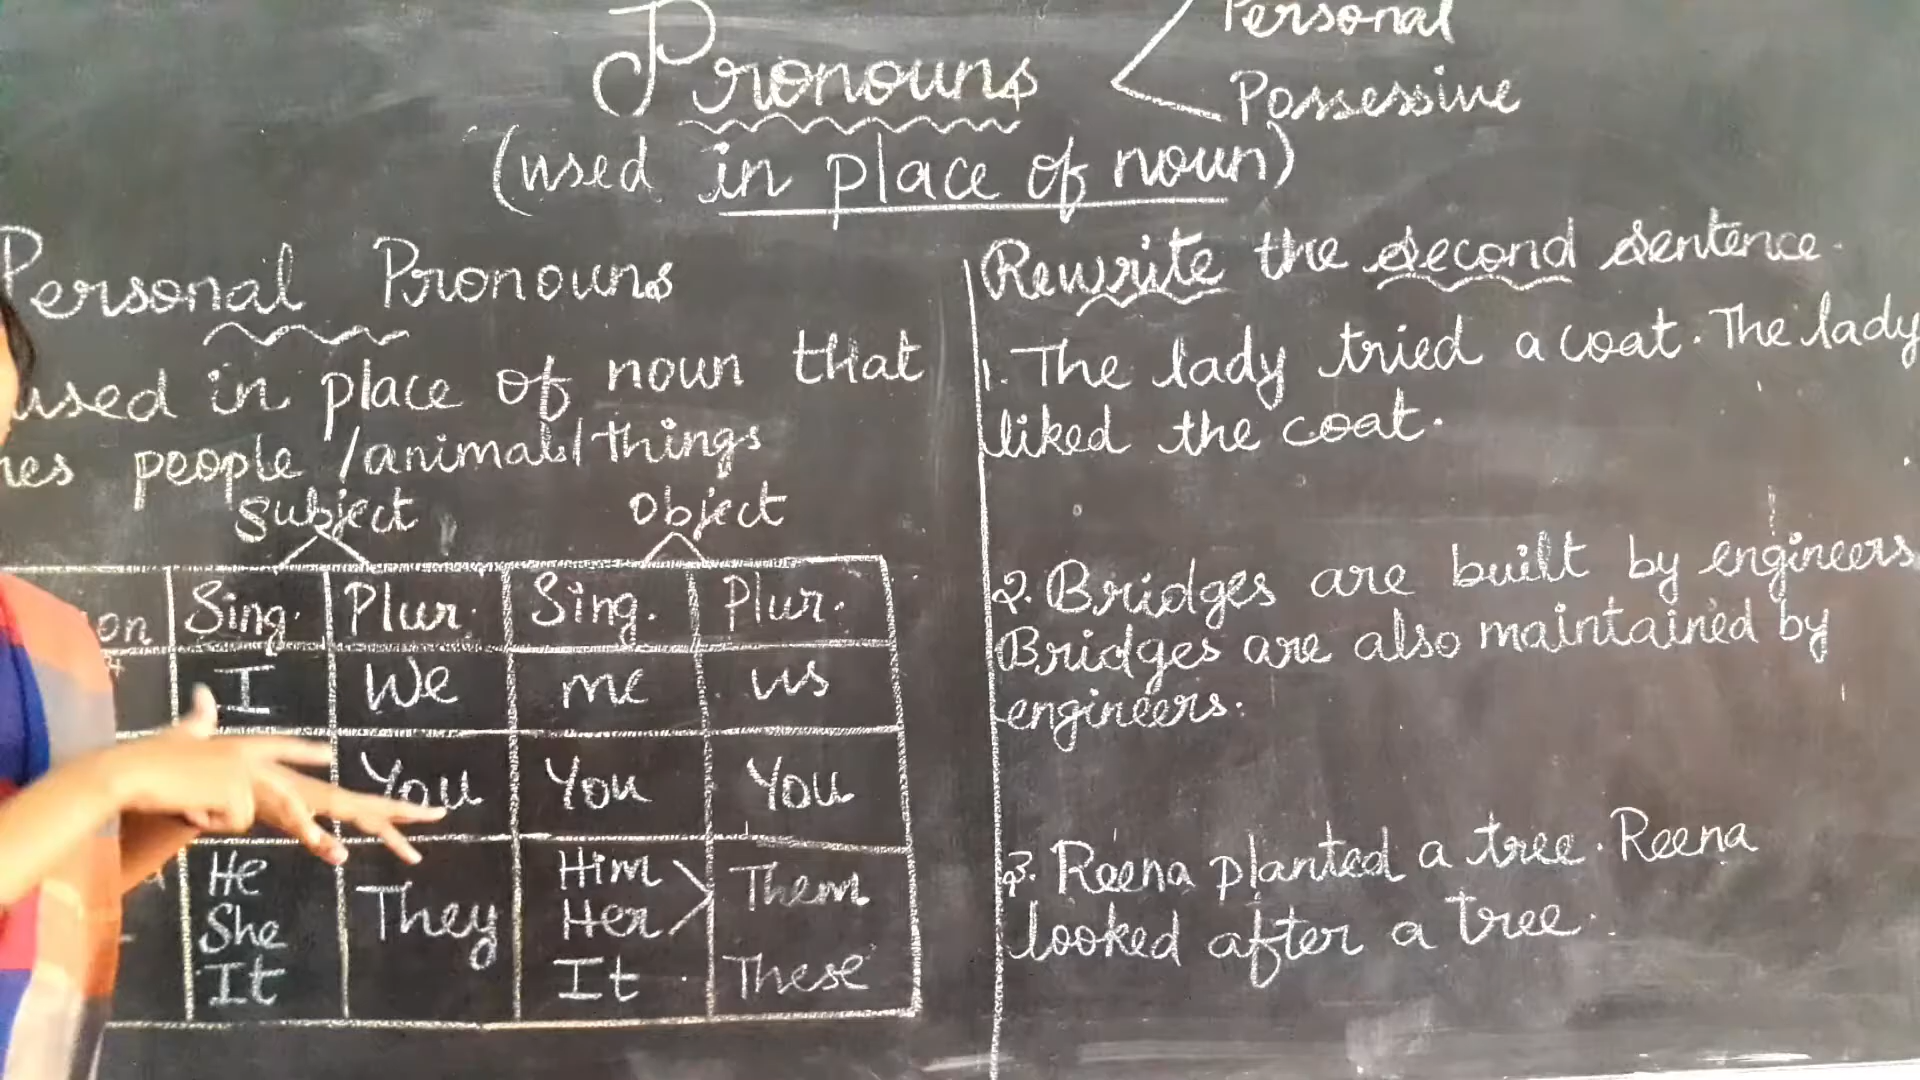 Pronouns
Personal
Possessive
(used in place of noun)
Personal Pronouns
used in place of noun that
people /animals/things
Subject Object
Sing. Plur. Sing. Plur.
I We me us
You You You
He They Him Them
She Her
It It These
Rewrite the second sentence.
1. The lady tried a coat. The lady
liked the coat.
2. Bridges are built by engineers
Bridges are also maintained by
engineers.
3. Reena planted a tree. Reena
looked after a tree.